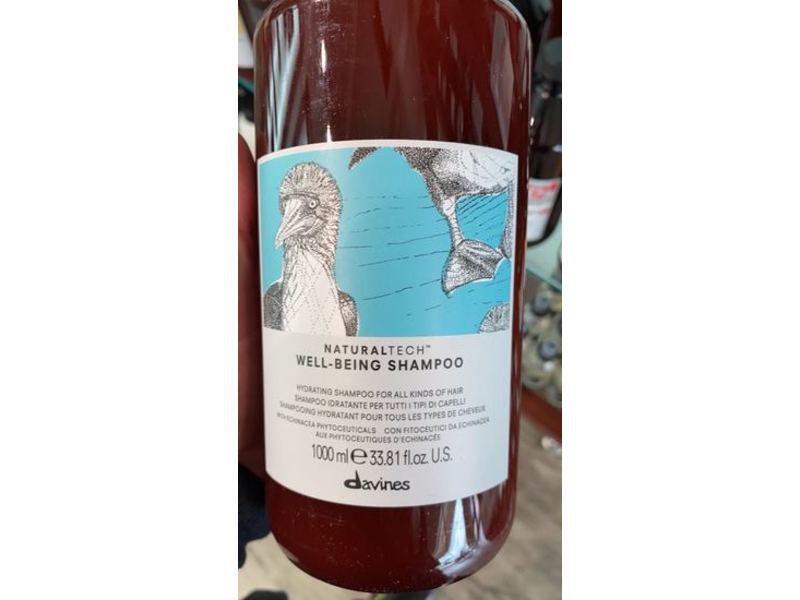 NATURALTECH™
WELL-BEING SHAMPOO
HYDRATING SHAMPOO FOR ALL KINDS OF HAIR
SHAMPOO IDRATANTE PER TUTTI I TIPI DI CAPELLI
SHAMPOOING HYDRATANT POUR TOUS LES TYPES DE CHEVEUX
WITH ECHINACEA PHYTOCEUTICALS CON FITOCEUTICI DA ECHINACEA
AUX PHYTOCEUTIQUES D'ECHINACÉE
1000 ml ℮ 33.81 fl.oz. U.S.
davines